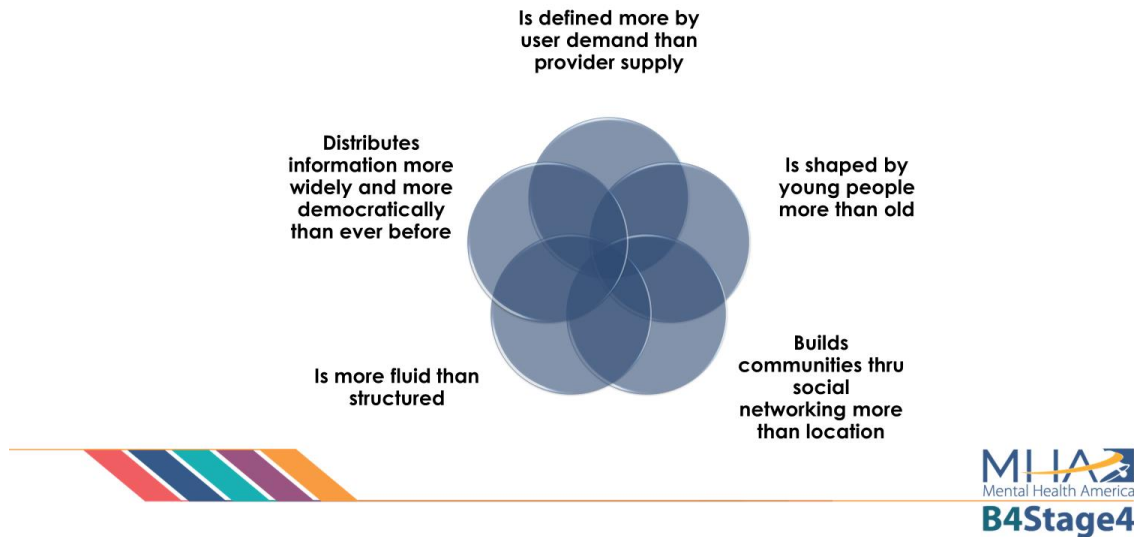 Is defined more by
user demand than
provider supply
Distributes
information more
widely and more
democratically
than ever before
Is shaped by
young people
more than old
Is more fluid than
structured
Builds
communities thru
social
networking more
than location
MHA
Mental Health America
B4Stage4